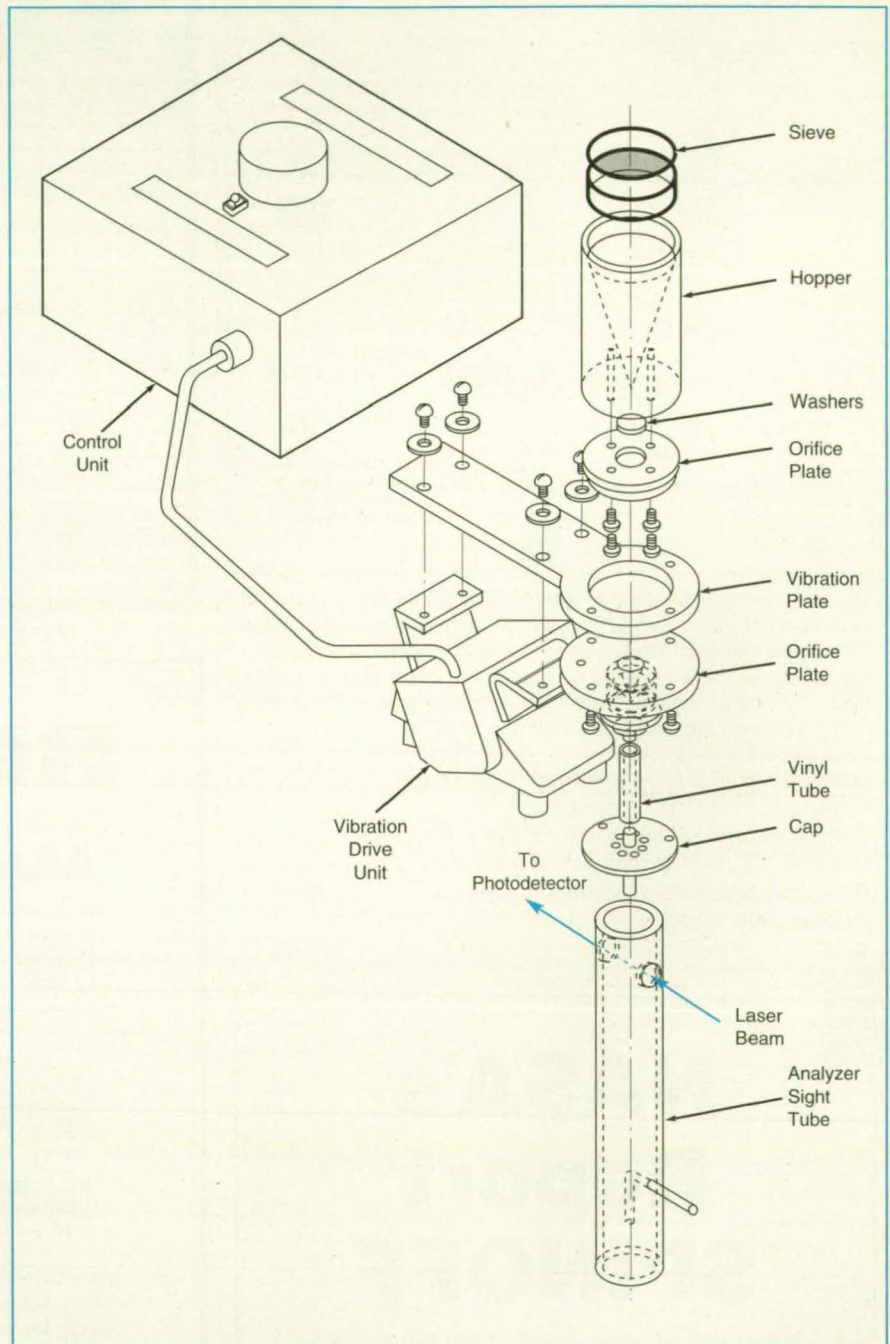 Sieve
Hopper
Washers
Orifice
Plate
Vibration
Plate
Orifice
Plate
Vinyl
Tube
Cap
Control
Unit
Vibration
Drive
Unit
To
Photodetector
Laser
Beam
Analyzer
Sight
Tube